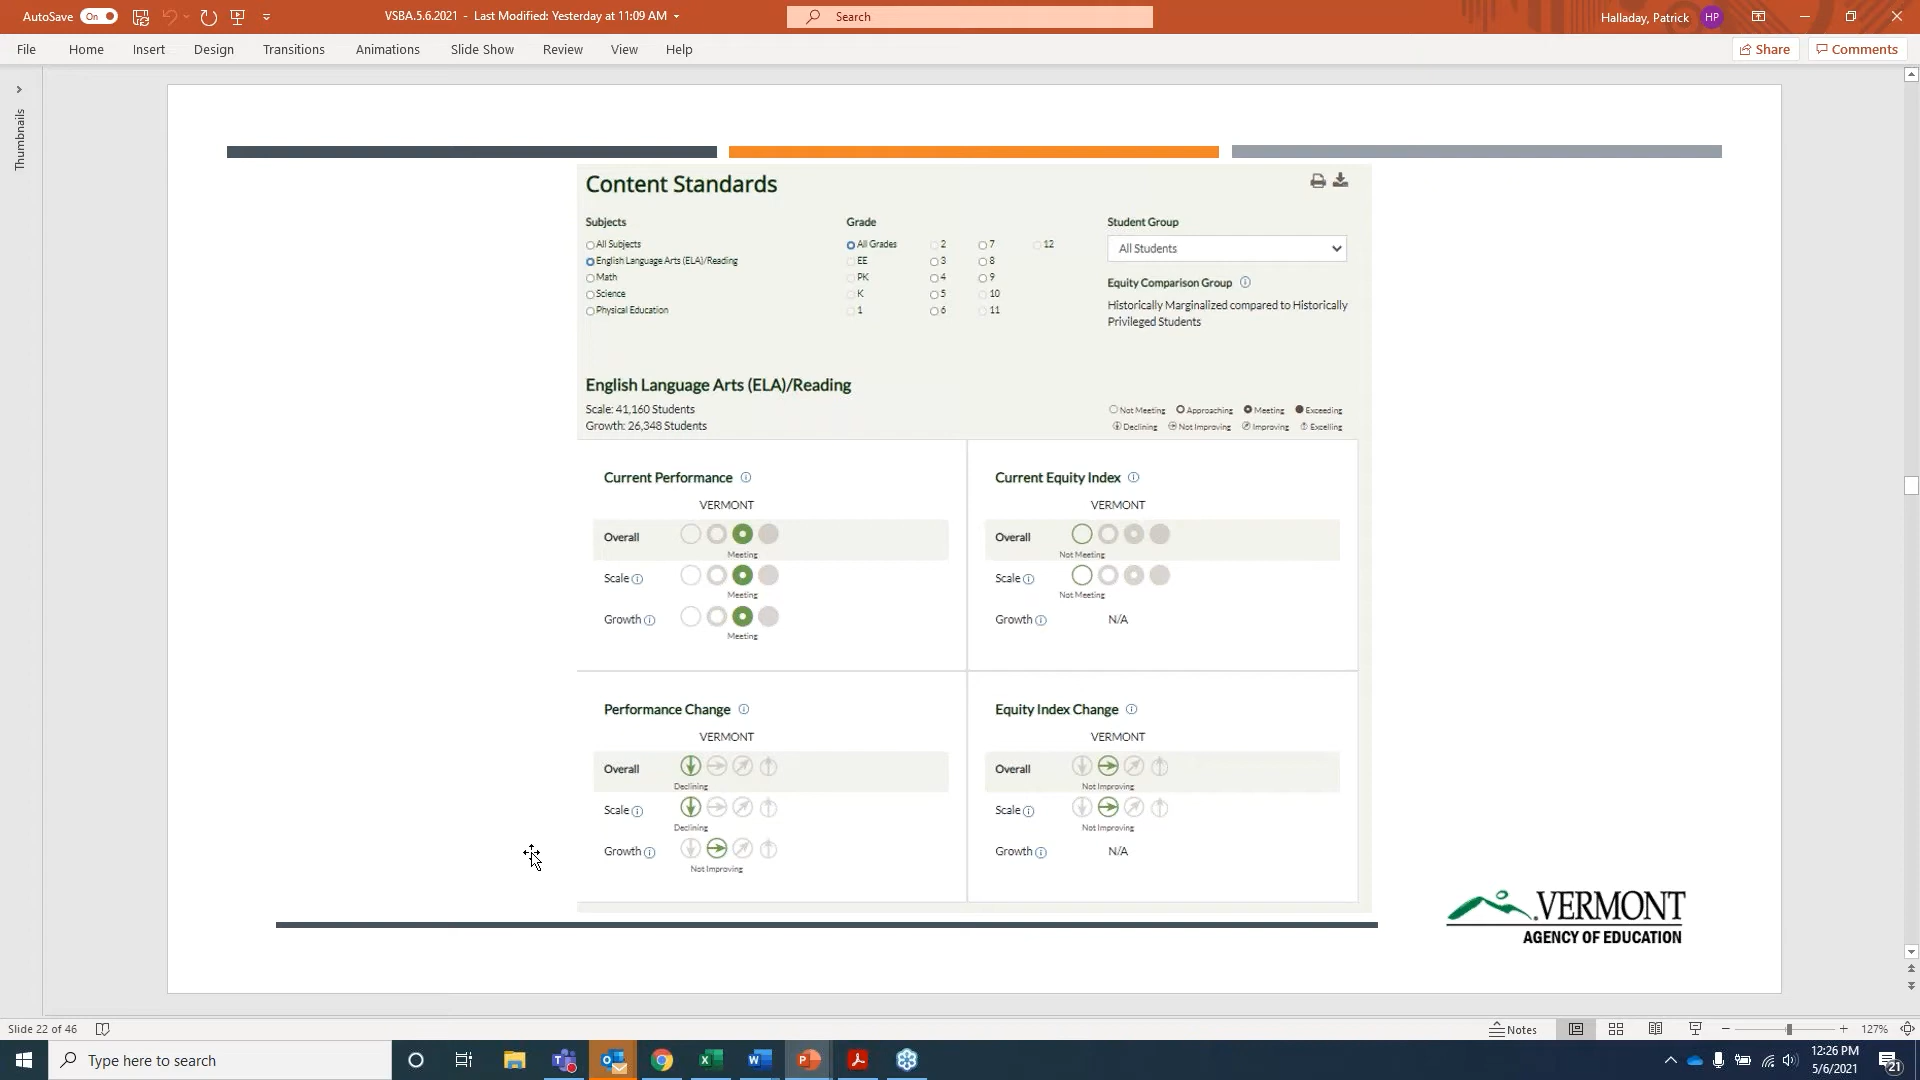 AutoSave On VSBA.5.6.2021 - Last Modified: Yesterday at 11:09 AM Search Halladay, Patrick HP
File Home Insert Design Transitions Animations Slide Show Review View Help Share Comments
Thumbnails
Content Standards
Subjects Grade Student Group
All Subjects All Grades 2 7 12 All Students
English Language Arts (ELA)/Reading EE 3 8
Math PK 4 9 Equity Comparison Group
Science K 5 10 Historically Marginalized compared to Historically
Physical Education 1 6 11 Privileged Students
English Language Arts (ELA)/Reading
Scale: 41,160 Students Not Meeting Approaching Meeting Exceeding
Growth: 26,348 Students Declining Not Improving Improving Excelling
Current Performance Current Equity Index
VERMONT VERMONT
Overall Overall
Meeting Not Meeting
Scale Scale
Meeting Not Meeting
Growth Growth N/A
Meeting
Performance Change Equity Index Change
VERMONT VERMONT
Overall Overall
Declining Not Improving
Scale Scale
Declining Not Improving
Growth Growth N/A
Not Improving
VERMONT
AGENCY OF EDUCATION
Slide 22 of 46 Notes 127%
Type here to search 12:26 PM
5/6/2021 21